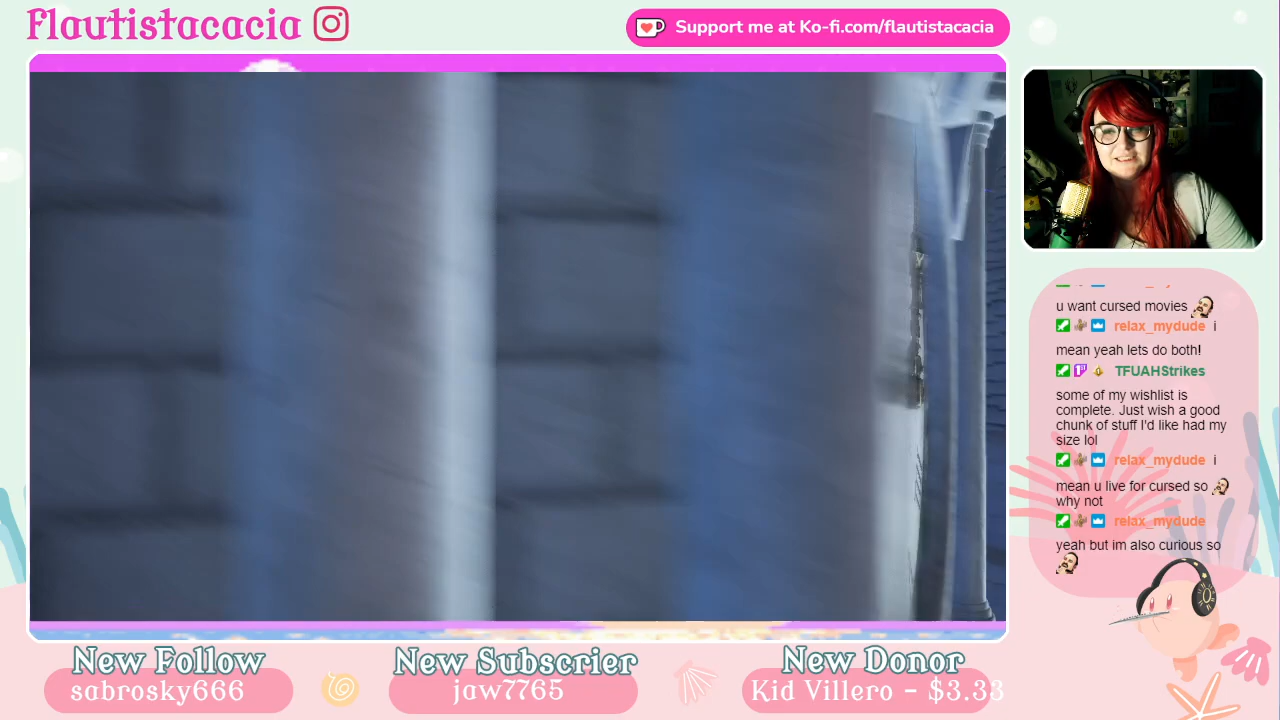 Flautistacacia
Support me at Ko-fi.com/flautistacacia
u want cursed movies
relax_mydude i
mean yeah lets do both!
TFUAHStrikes
some of my wishlist is
complete. Just wish a good
chunk of stuff I'd like had my
size lol
relax_mydude i
mean u live for cursed so
why not
relax_mydude
yeah but im also curious so
New Follow
sabrosky666
New Subscrier
jaw7765
New Donor
Kid Villero - $3.33